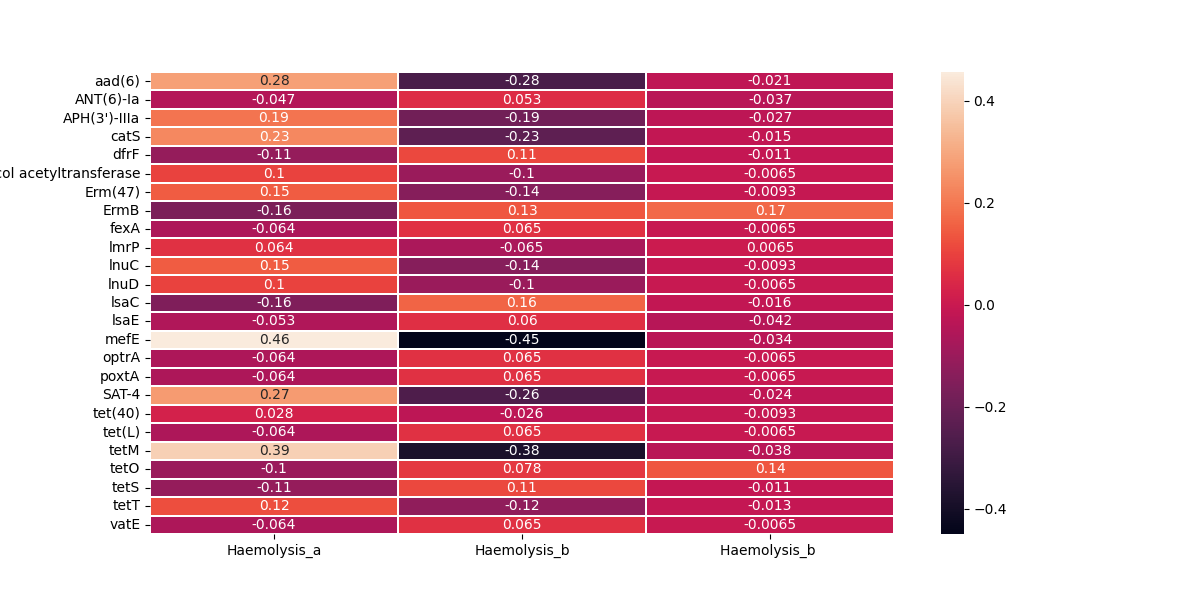 aad(6) 0.28 -0.28 -0.021
ANT(6)-Ia -0.047 0.053 -0.037
APH(3')-IIIa 0.19 -0.19 -0.027
catS 0.23 -0.23 -0.015
dfrF -0.11 0.11 -0.011
col acetyltransferase 0.1 -0.1 -0.0065
Erm(47) 0.15 -0.14 -0.0093
ErmB -0.16 0.13 0.17
fexA -0.064 0.065 -0.0065
lmrP 0.064 -0.065 0.0065
lnuC 0.15 -0.14 -0.0093
lnuD 0.1 -0.1 -0.0065
lsaC -0.16 0.16 -0.016
lsaE -0.053 0.06 -0.042
mefE 0.46 -0.45 -0.034
optrA -0.064 0.065 -0.0065
poxtA -0.064 0.065 -0.0065
SAT-4 0.27 -0.26 -0.024
tet(40) 0.028 -0.026 -0.0093
tet(L) -0.064 0.065 -0.0065
tetM 0.39 -0.38 -0.038
tetO -0.1 0.078 0.14
tetS -0.11 0.11 -0.011
tetT 0.12 -0.12 -0.013
vatE -0.064 0.065 -0.0065
Haemolysis_a Haemolysis_b Haemolysis_b
0.4
0.2
0.0
−0.2
−0.4